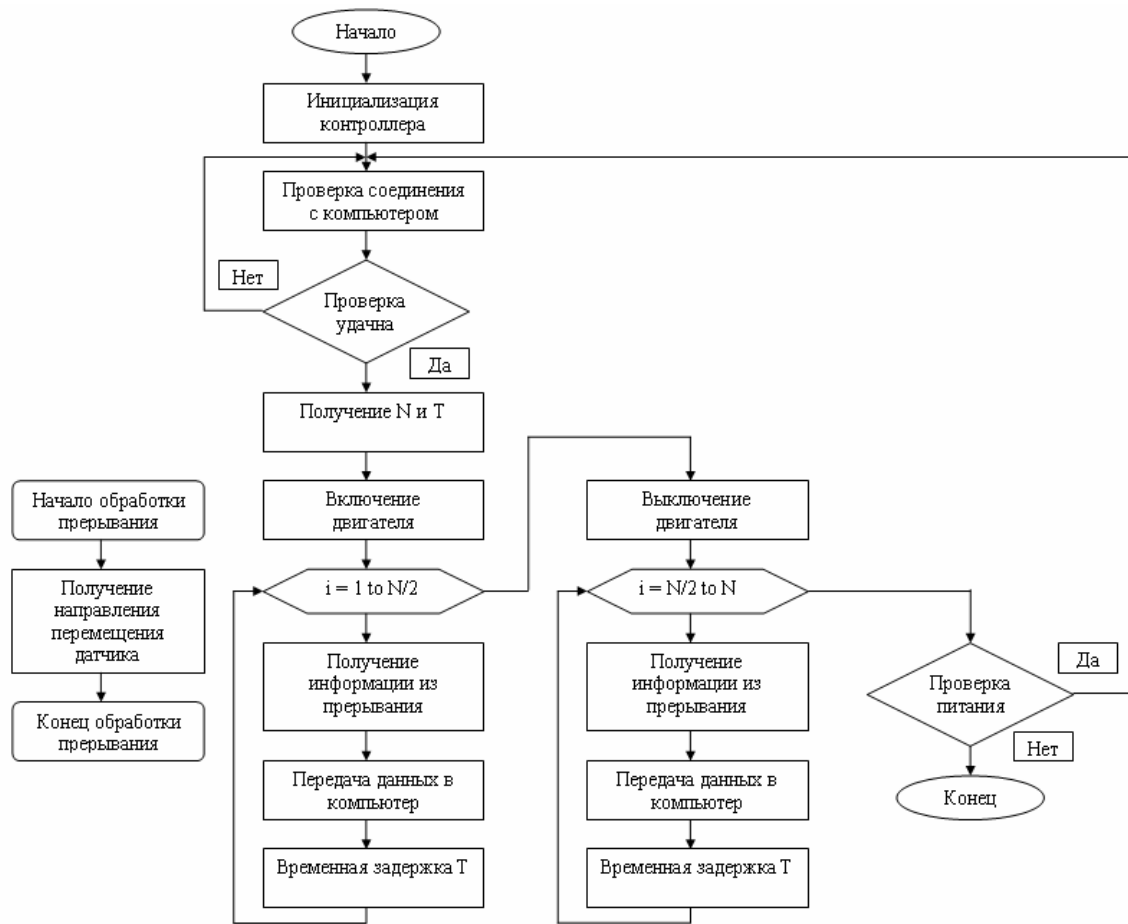 Начало
Инициализация
контроллера
Проверка соединения
с компьютером
Нет
Проверка
удачна
Да
Получение N и T
Включение
двигателя
i = 1 to N/2
Получение
информации из
прерывания
Передача данных в
компьютер
Временная задержка T
Выключение
двигателя
i = N/2 to N
Получение
информации из
прерывания
Передача данных в
компьютер
Временная задержка T
Проверка
питания
Да
Нет
Конец
Начало обработки
прерывания
Получение
направления
перемещения
датчика
Конец обработки
прерывания